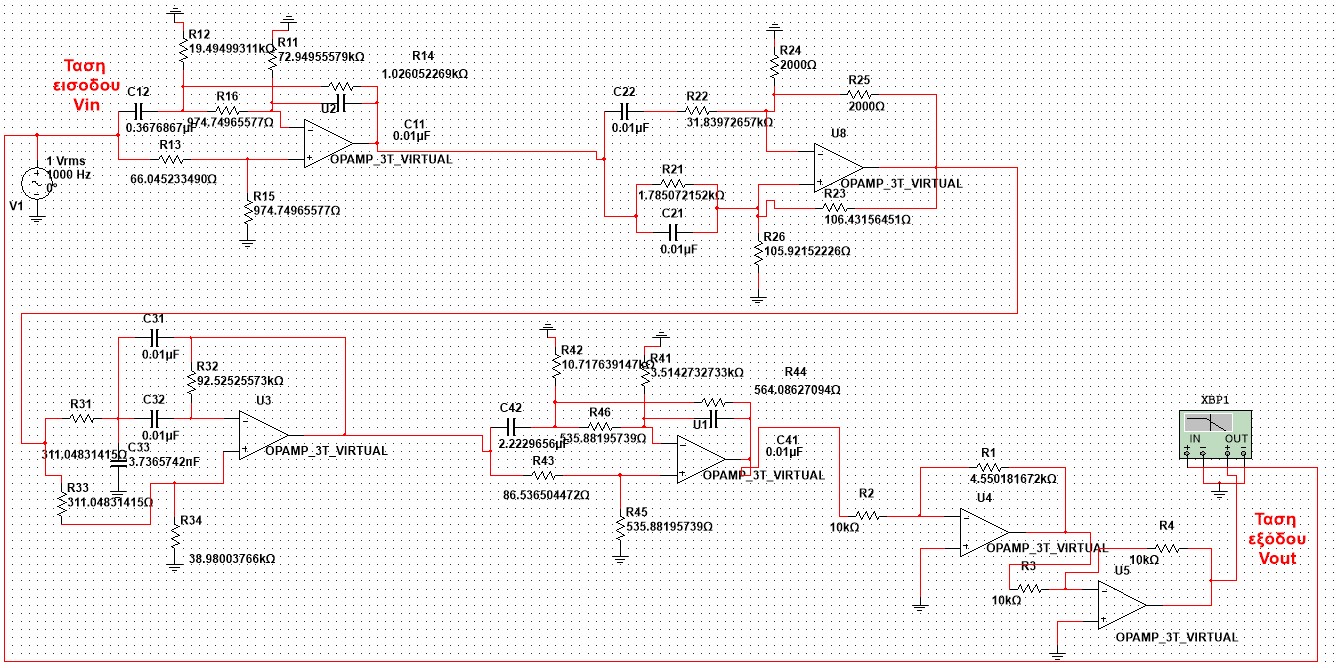 R12
19.49499311kΩ
R11
72.94955579kΩ
R14
1.026052269kΩ
Ταση
εισοδου
Vin
C12
0.3676867µF
R16
974.74965577Ω
U2
C11
0.01µF
OPAMP_3T_VIRTUAL
R13
66.045233490Ω
R15
974.74965577Ω
1 Vrms
1000 Hz
0°
V1
R24
2000Ω
R25
2000Ω
C22
0.01µF
R22
31.83972657kΩ
U8
OPAMP_3T_VIRTUAL
R21
1.785072152kΩ
C21
0.01µF
R23
106.43156451Ω
R26
105.92152226Ω
C31
0.01µF
R32
92.52525573kΩ
R31
311.04831415Ω
C32
0.01µF
U3
OPAMP_3T_VIRTUAL
C33
3.7365742nF
R33
311.04831415Ω
R34
38.98003766kΩ
R42
10.717639147kΩ
R41
3.5142732733kΩ
R44
564.08627094Ω
C42
2.2229656µF
R46
535.88195739Ω
U1
C41
0.01µF
OPAMP_3T_VIRTUAL
R43
86.536504472Ω
R45
535.88195739Ω
R2
10kΩ
R1
4.550181672kΩ
U4
OPAMP_3T_VIRTUAL
R3
10kΩ
R4
10kΩ
U5
OPAMP_3T_VIRTUAL
XBP1
IN OUT
Ταση
εξόδου
Vout